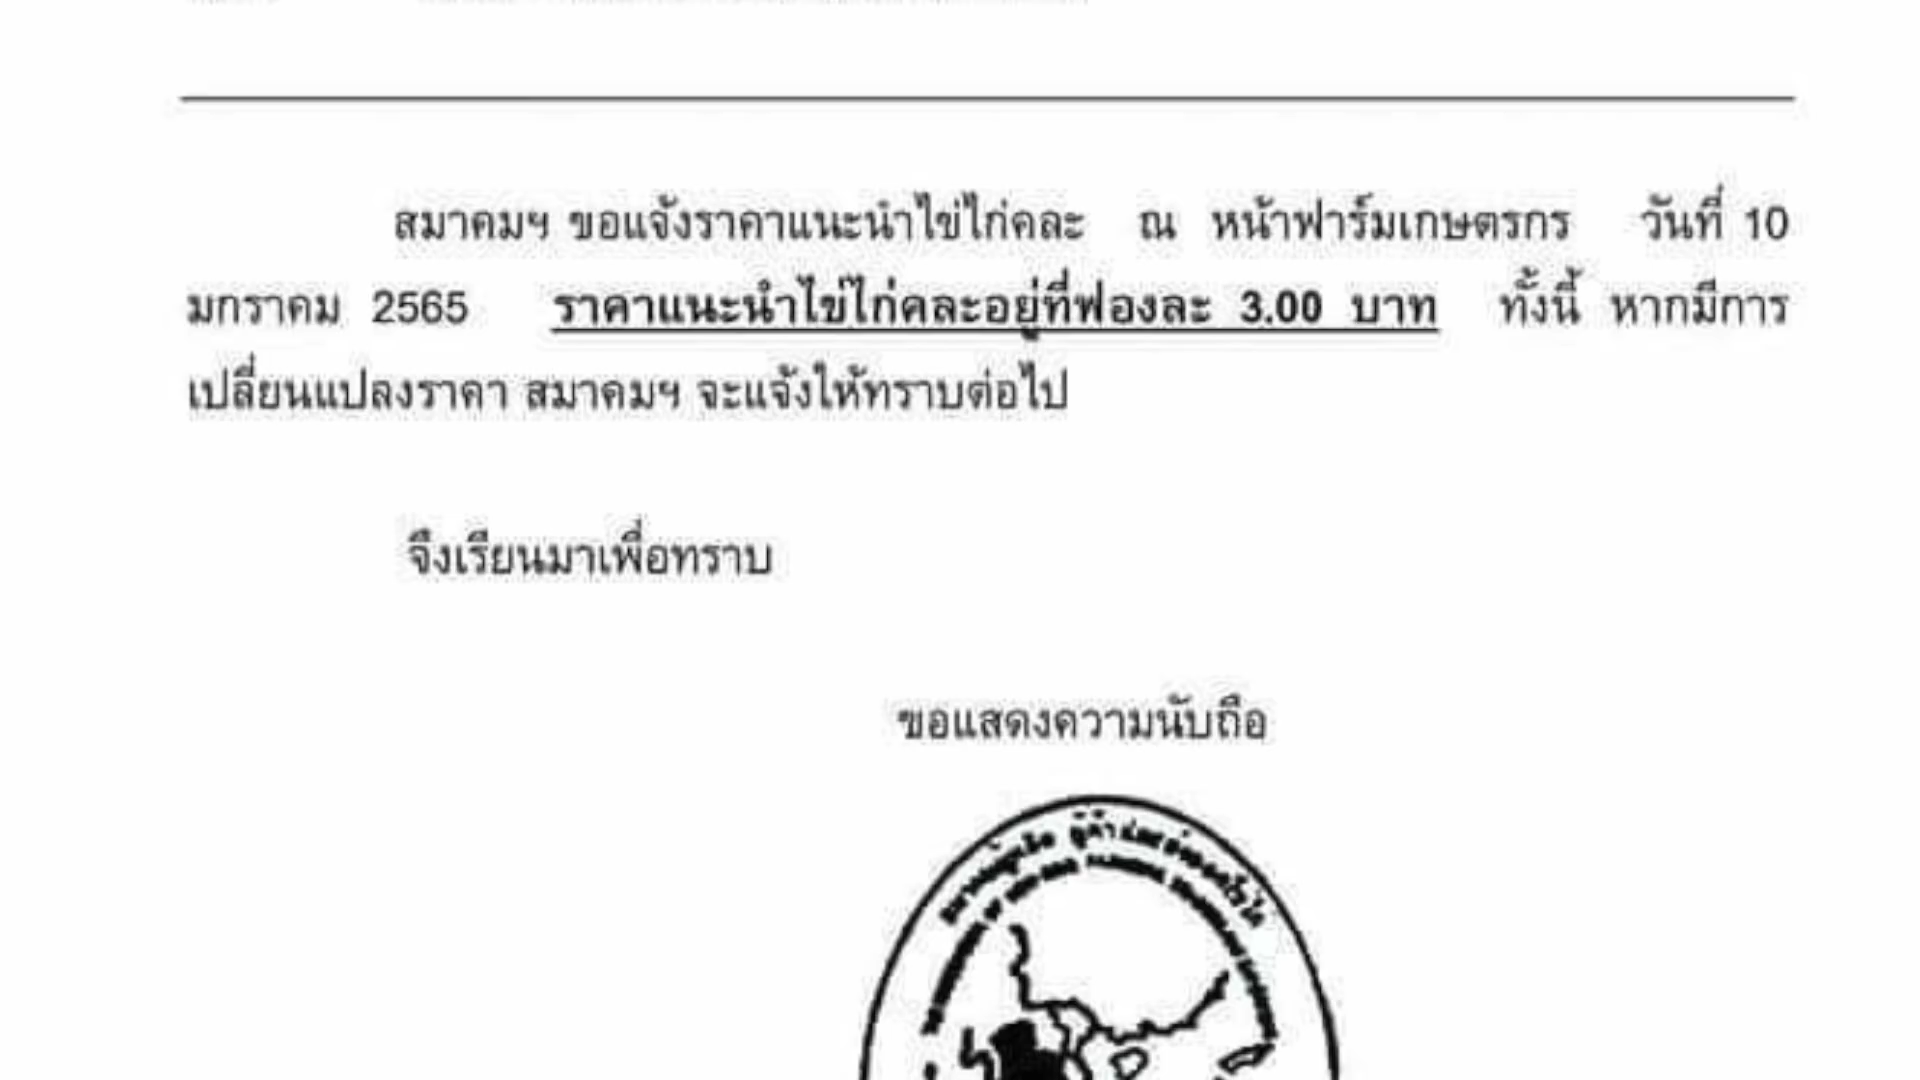 สมาคมฯ ขอแจ้งราคาแนะนำไข่ไก่คละ ณ หน้าฟาร์มเกษตรกร วันที่ 10
มกราคม 2565 ราคาแนะนำไข่ไก่คละอยู่ที่ฟองละ 3.00 บาท ทั้งนี้ หากมีการ
เปลี่ยนแปลงราคา สมาคมฯ จะแจ้งให้ทราบต่อไป
จึงเรียนมาเพื่อทราบ
ขอแสดงความนับถือ